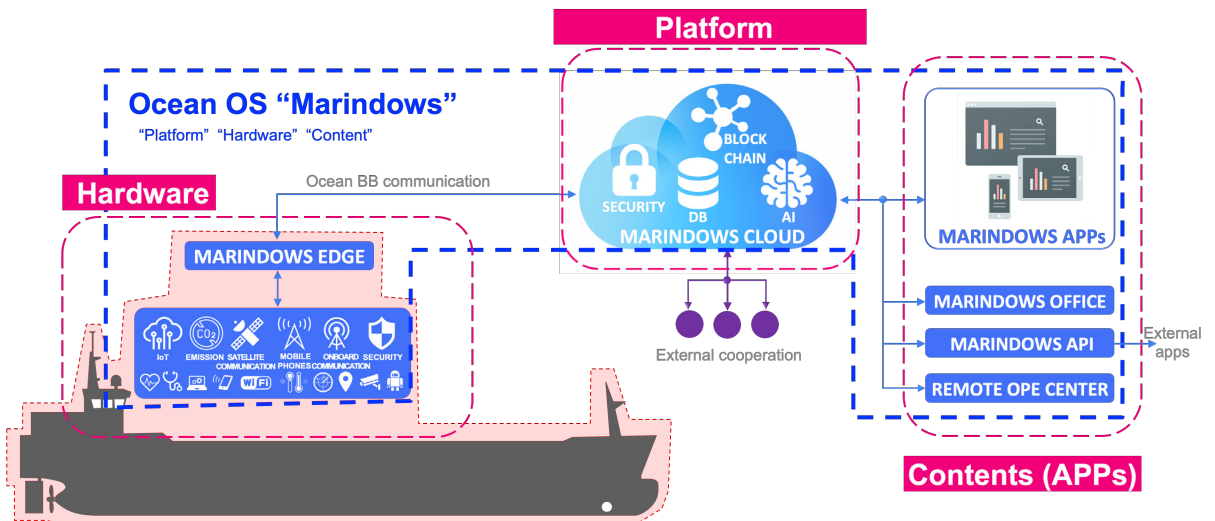 Platform
Ocean OS “Marindows”
“Platform” “Hardware” “Content”
Hardware
Ocean BB communication
MARINDOWS EDGE
IoT
CO2
EMISSION
SATELLITE
COMMUNICATION
MOBILE
PHONES
ONBOARD
COMMUNICATION
SECURITY
WiFi
BLOCK
CHAIN
SECURITY
DB
AI
MARINDOWS CLOUD
External cooperation
MARINDOWS APPs
MARINDOWS OFFICE
MARINDOWS API
External
apps
REMOTE OPE CENTER
Contents (APPs)